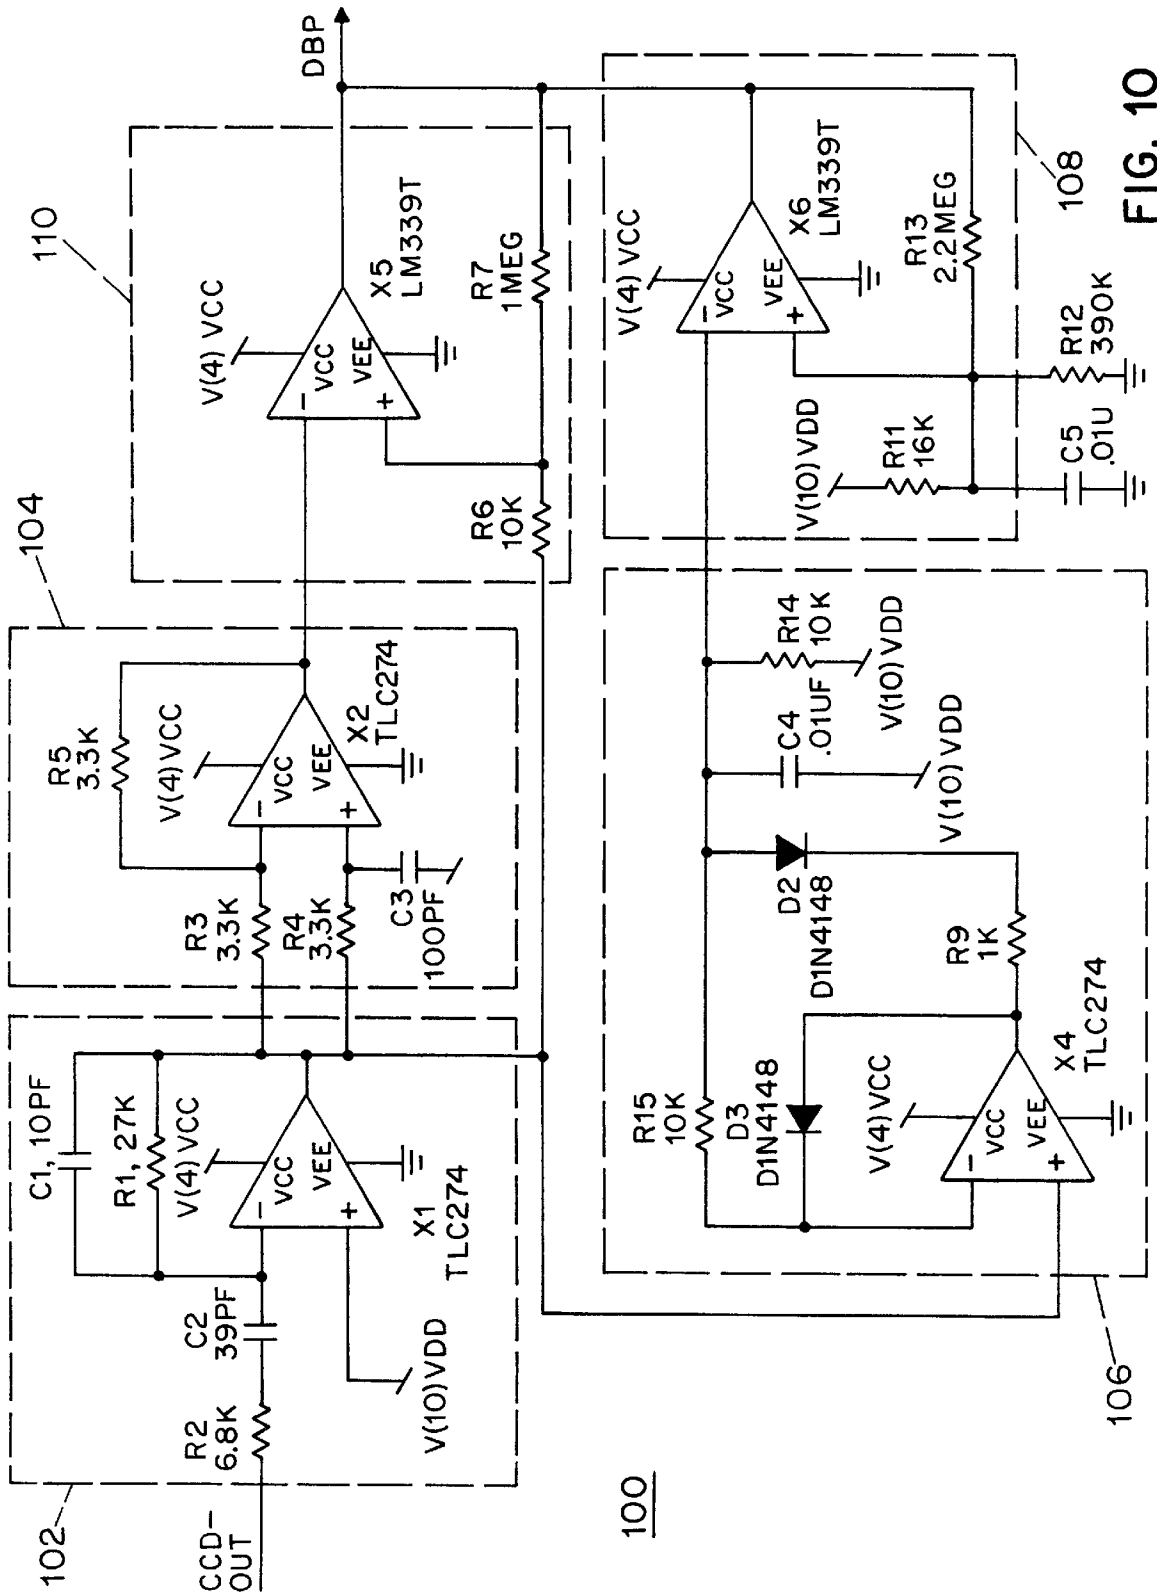 102
CCD-
OUT
R2
6.8K
C2
39PF
C1, 10PF
R1, 27K
V(4) VCC
VCC
VEE
-
+
X1
TLC274
V(10) VDD
104
R3
3.3K
R4
3.3K
C3
100PF
R5
3.3K
V(4) VCC
VCC
VEE
-
+
X2
TLC274
110
V(4) VCC
VCC
VEE
-
+
X5
LM339T
R6
10K
R7
1MEG
DBP
100
106
R15
10K
D3
D1N4148
V(4) VCC
VCC
VEE
-
+
X4
TLC274
R9
1K
D2
D1N4148
C4
.01UF
V(10) VDD
R14
10K
V(10) VDD
108
V(4) VCC
VCC
VEE
-
+
X6
LM339T
V(10) VDD
R11
16K
C5
.01U
R12
390K
R13
2.2MEG
FIG. 10